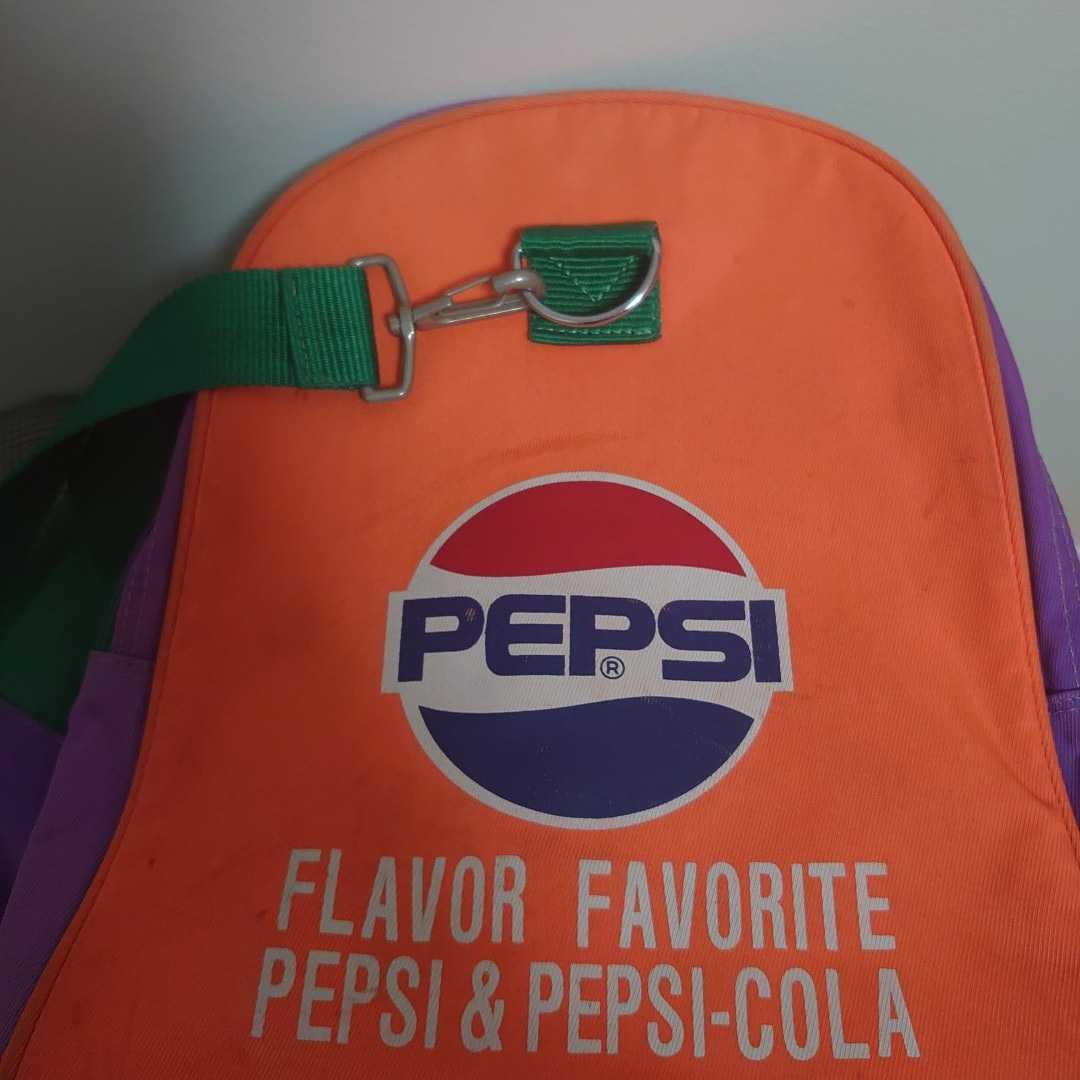 PEPSI®
FLAVOR FAVORITE
PEPSI & PEPSI-COLA